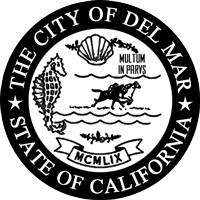 THE CITY OF DEL MAR
MULTUM
IN PARVS
MCMLIX
STATE OF CALIFORNIA